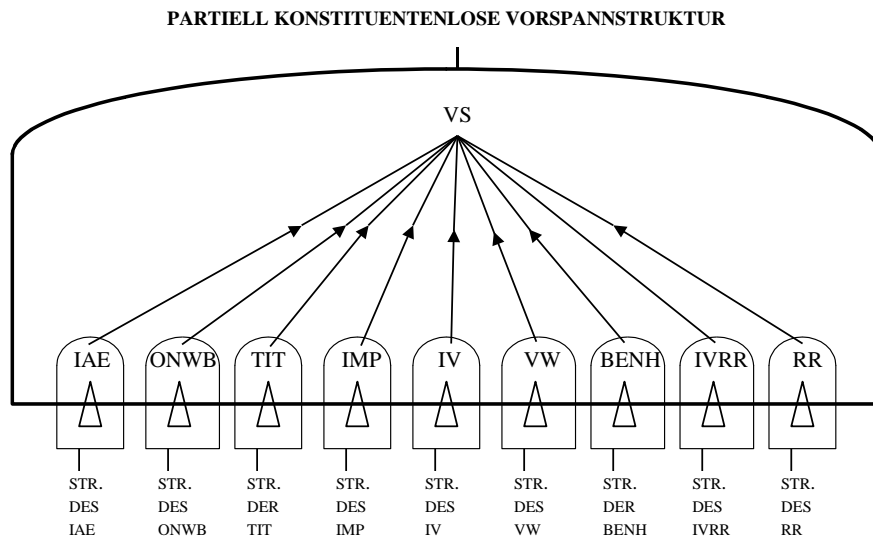 PARTIELL KONSTITUENTENLOSE VORSPANNSTRUKTUR
VS
IAE ONWB TIT IMP IV VW BENH IVRR RR
STR. STR. STR. STR. STR. STR. STR. STR. STR.
DES DES DER DES DES DES DER DES DES
IAE ONWB TIT IMP IV VW BENH IVRR RR